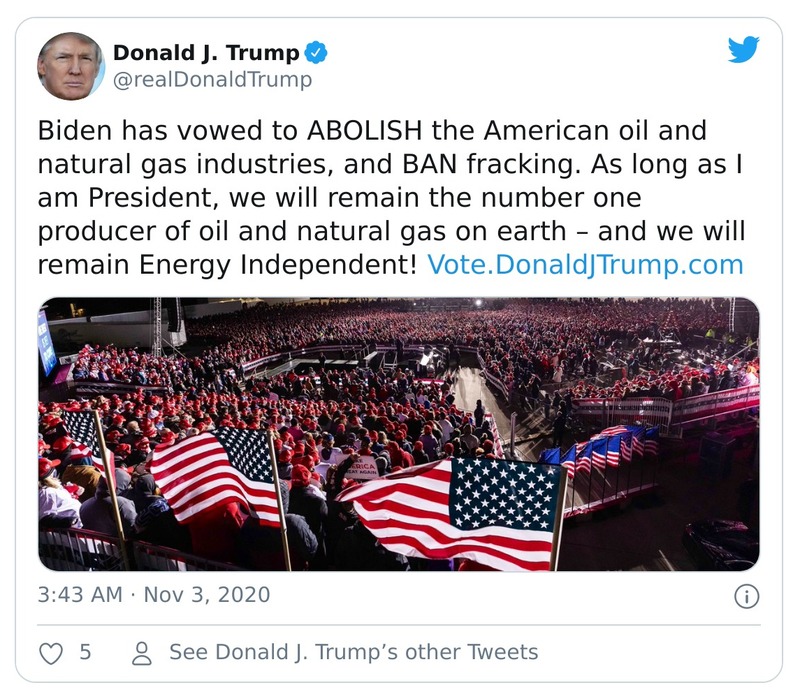 Donald J. Trump
@realDonaldTrump
Biden has vowed to ABOLISH the American oil and
natural gas industries, and BAN fracking. As long as I
am President, we will remain the number one
producer of oil and natural gas on earth – and we will
remain Energy Independent! Vote.DonaldJTrump.com
ERICA
EAT AGAIN
3:43 AM · Nov 3, 2020
5 See Donald J. Trump’s other Tweets